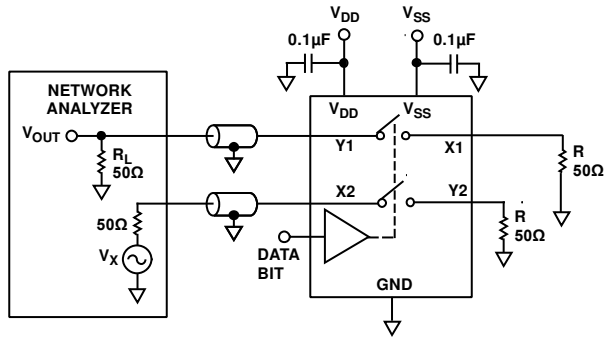 V_DD
V_SS
0.1µF
0.1µF
NETWORK
ANALYZER
V_DD
V_SS
V_OUT
R_L
50Ω
Y1
X1
R
50Ω
X2
Y2
50Ω
R
50Ω
V_X
DATA
BIT
GND